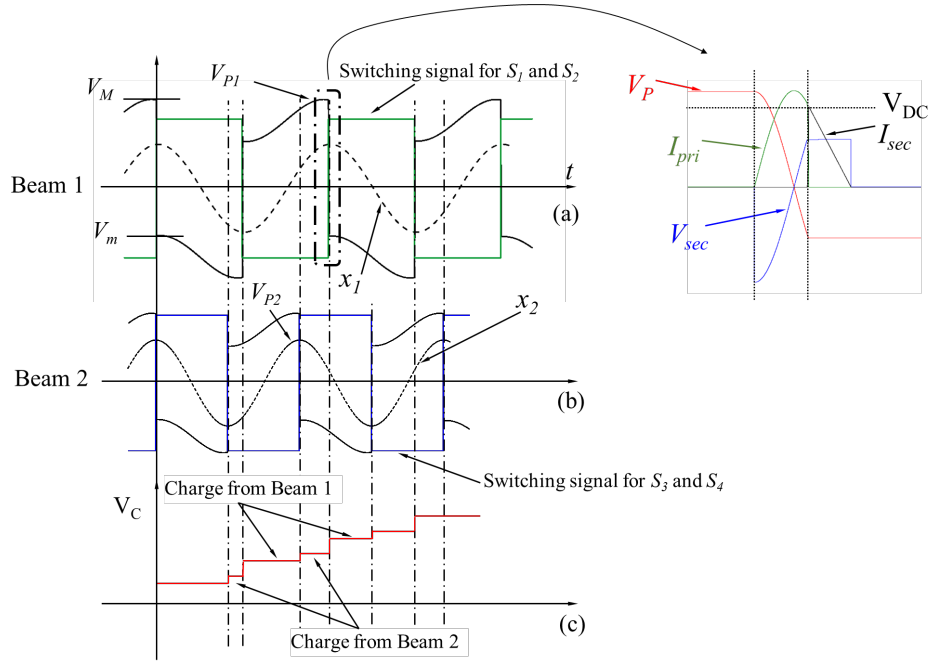 V_P1
Switching signal for S_1 and S_2
V_M
V_P
V_DC
I_sec
I_pri
Beam 1
t
(a)
V_m
V_sec
x_1
V_P2
x_2
Beam 2
(b)
Switching signal for S_3 and S_4
Charge from Beam 1
V_C
Charge from Beam 2
(c)